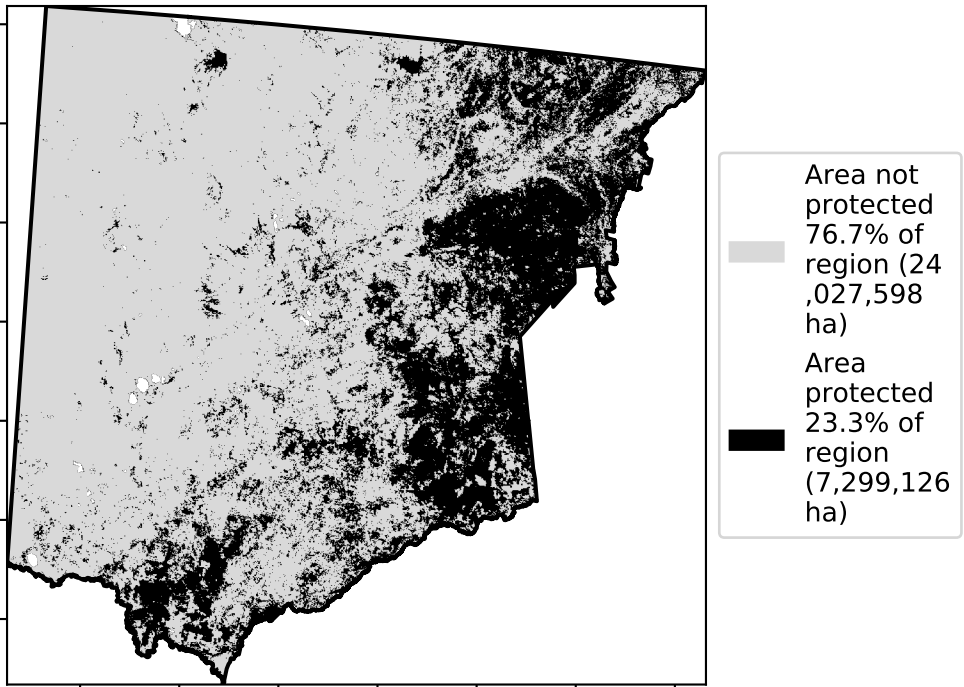 Area not
protected
76.7% of
region (24
,027,598
ha)
Area
protected
23.3% of
region
(7,299,126
ha)